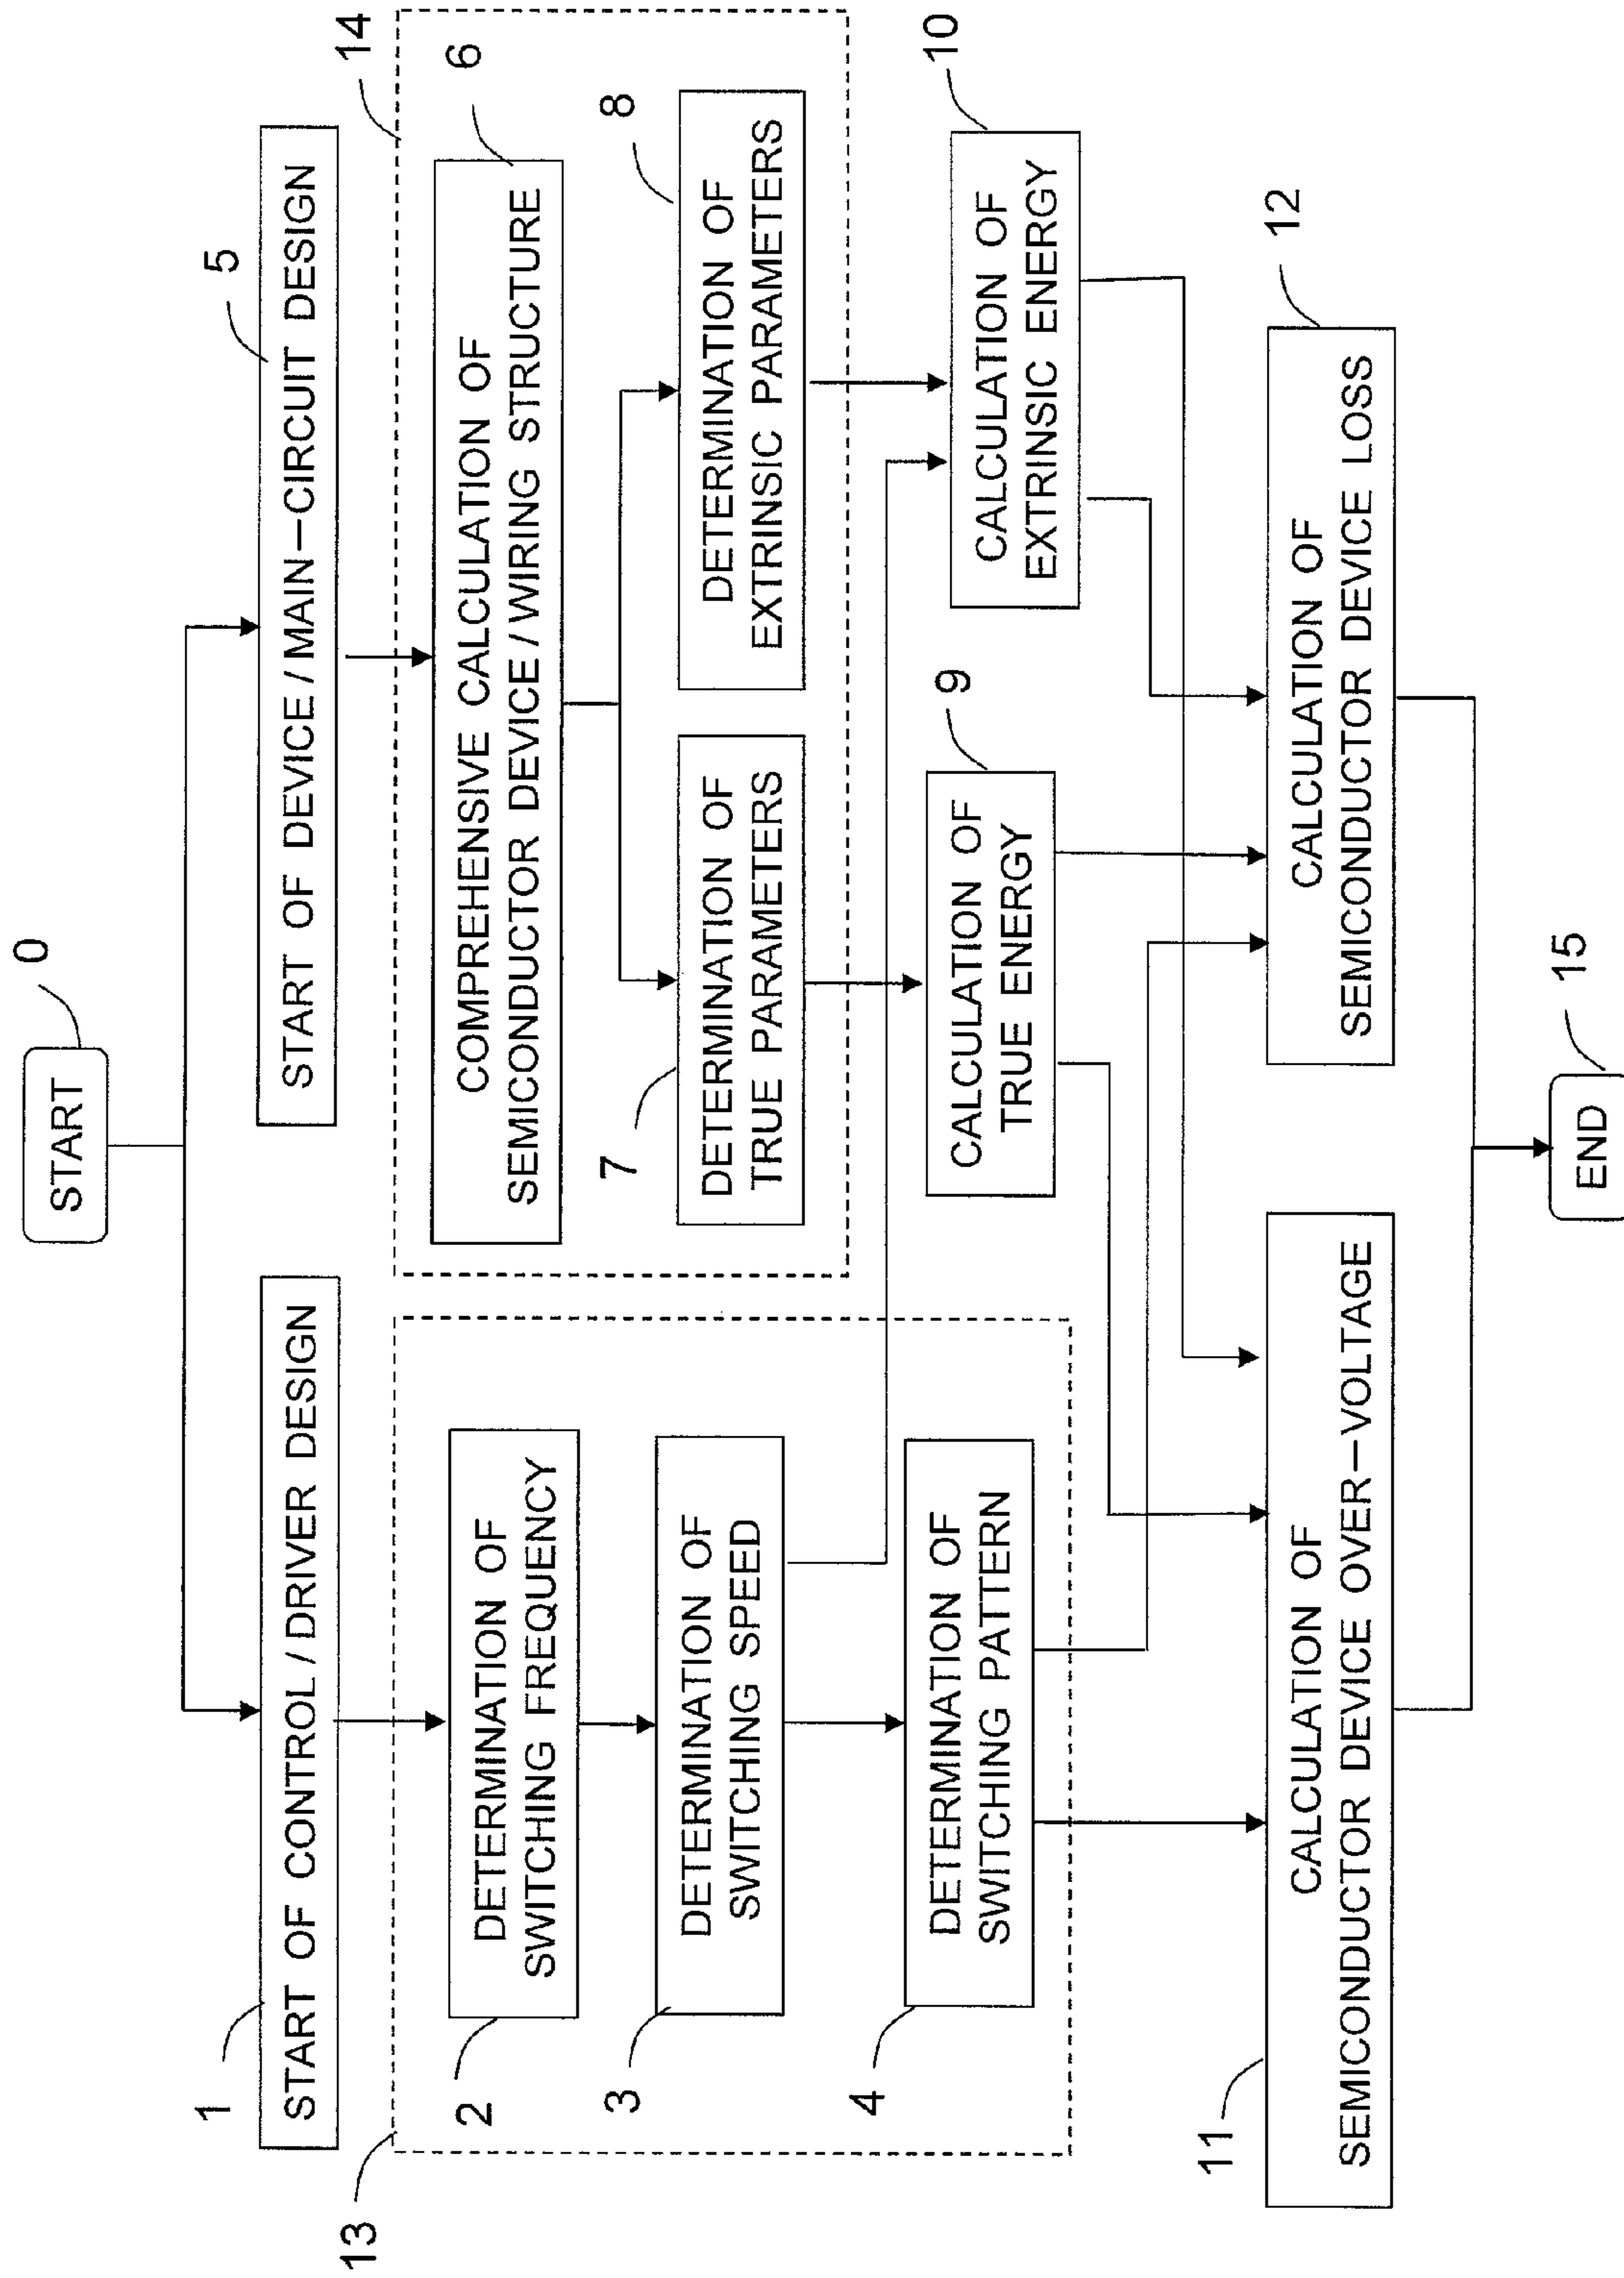 0
START
1
START OF CONTROL/DRIVER DESIGN
5
START OF DEVICE/MAIN-CIRCUIT DESIGN
13
2
DETERMINATION OF
SWITCHING FREQUENCY
3
DETERMINATION OF
SWITCHING SPEED
4
DETERMINATION OF
SWITCHING PATTERN
14
6
COMPREHENSIVE CALCULATION OF
SEMICONDUCTOR DEVICE/WIRING STRUCTURE
7
DETERMINATION OF
TRUE PARAMETERS
8
DETERMINATION OF
EXTRINSIC PARAMETERS
9
CALCULATION OF
TRUE ENERGY
10
CALCULATION OF
EXTRINSIC ENERGY
11
CALCULATION OF
SEMICONDUCTOR DEVICE OVER-VOLTAGE
12
CALCULATION OF
SEMICONDUCTOR DEVICE LOSS
15
END